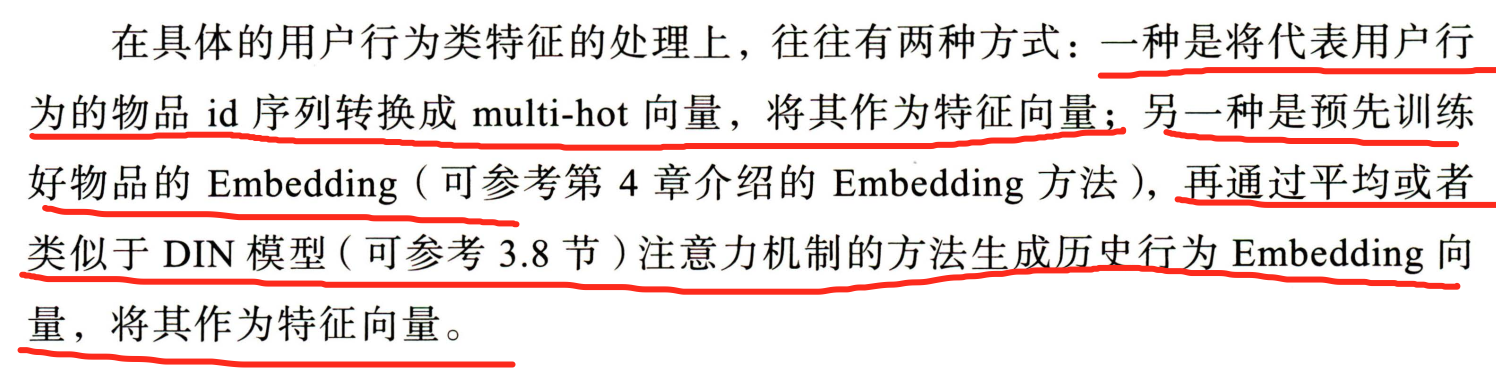 在具体的用户行为类特征的处理上，往往有两种方式：一种是将代表用户行
为的物品 id 序列转换成 multi-hot 向量，将其作为特征向量；另一种是预先训练
好物品的 Embedding（可参考第 4 章介绍的 Embedding 方法），再通过平均或者
类似于 DIN 模型（可参考 3.8 节）注意力机制的方法生成历史行为 Embedding 向
量，将其作为特征向量。